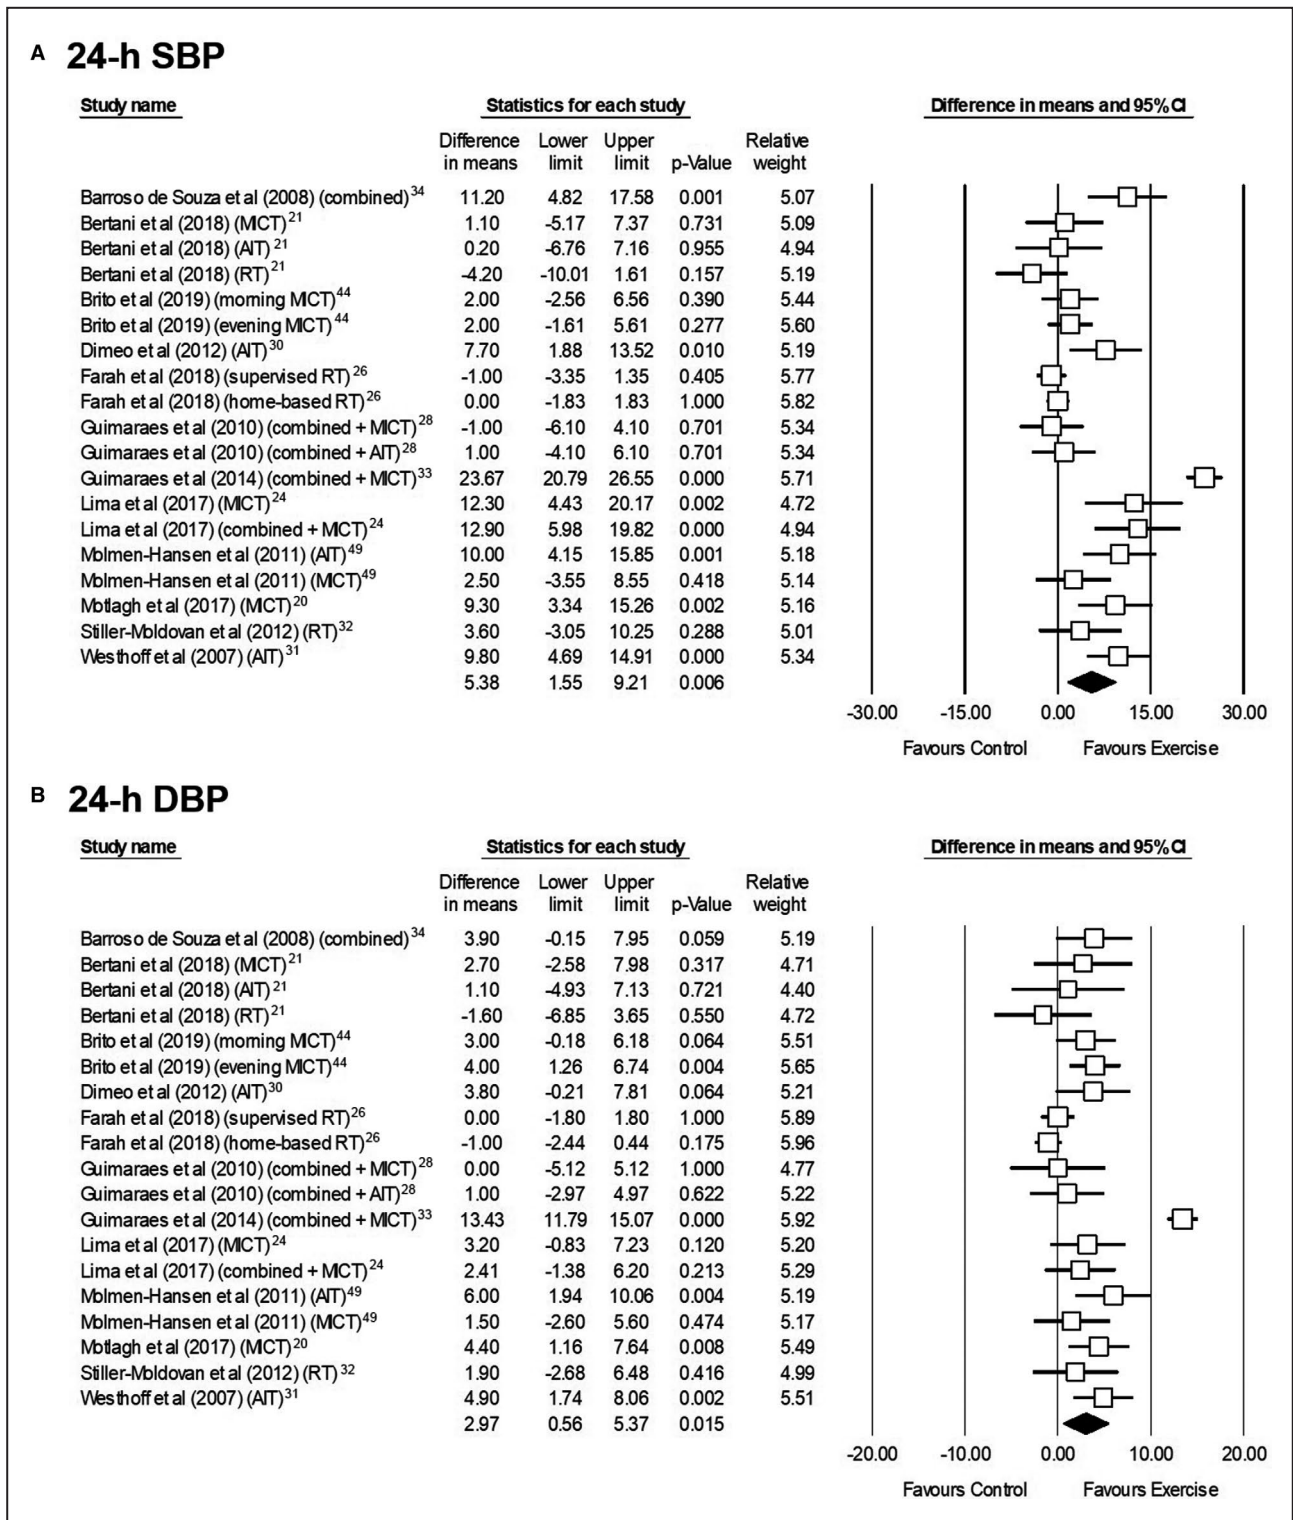 A 24-h SBP
Study name Statistics for each study Difference in means and 95% CI
Difference Lower Upper Relative
in means limit limit p-Value weight
Barroso de Souza et al (2008) (combined)34 11.20 4.82 17.58 0.001 5.07
Bertani et al (2018) (MICT)21 1.10 -5.17 7.37 0.731 5.09
Bertani et al (2018) (AIT)21 0.20 -6.76 7.16 0.955 4.94
Bertani et al (2018) (RT)21 -4.20 -10.01 1.61 0.157 5.19
Brito et al (2019) (morning MICT)44 2.00 -2.56 6.56 0.390 5.44
Brito et al (2019) (evening MICT)44 2.00 -1.61 5.61 0.277 5.60
Dimeo et al (2012) (AIT)30 7.70 1.88 13.52 0.010 5.19
Farah et al (2018) (supervised RT)26 -1.00 -3.35 1.35 0.405 5.77
Farah et al (2018) (home-based RT)26 0.00 -1.83 1.83 1.000 5.82
Guimaraes et al (2010) (combined + MICT)28 -1.00 -6.10 4.10 0.701 5.34
Guimaraes et al (2010) (combined + AIT)28 1.00 -4.10 6.10 0.701 5.34
Guimaraes et al (2014) (combined + MICT)33 23.67 20.79 26.55 0.000 5.71
Lima et al (2017) (MICT)24 12.30 4.43 20.17 0.002 4.72
Lima et al (2017) (combined + MICT)24 12.90 5.98 19.82 0.000 4.94
Molmen-Hansen et al (2011) (AIT)49 10.00 4.15 15.85 0.001 5.18
Molmen-Hansen et al (2011) (MICT)49 2.50 -3.55 8.55 0.418 5.14
Motlagh et al (2017) (MICT)20 9.30 3.34 15.26 0.002 5.16
Stiller-Moldovan et al (2012) (RT)32 3.60 -3.05 10.25 0.288 5.01
Westhoff et al (2007) (AIT)31 9.80 4.69 14.91 0.000 5.34
5.38 1.55 9.21 0.006
-30.00 -15.00 0.00 15.00 30.00
Favours Control Favours Exercise
B 24-h DBP
Study name Statistics for each study Difference in means and 95% CI
Difference Lower Upper Relative
in means limit limit p-Value weight
Barroso de Souza et al (2008) (combined)34 3.90 -0.15 7.95 0.059 5.19
Bertani et al (2018) (MICT)21 2.70 -2.58 7.98 0.317 4.71
Bertani et al (2018) (AIT)21 1.10 -4.93 7.13 0.721 4.40
Bertani et al (2018) (RT)21 -1.60 -6.85 3.65 0.550 4.72
Brito et al (2019) (morning MICT)44 3.00 -0.18 6.18 0.064 5.51
Brito et al (2019) (evening MICT)44 4.00 1.26 6.74 0.004 5.65
Dimeo et al (2012) (AIT)30 3.80 -0.21 7.81 0.064 5.21
Farah et al (2018) (supervised RT)26 0.00 -1.80 1.80 1.000 5.89
Farah et al (2018) (home-based RT)26 -1.00 -2.44 0.44 0.175 5.96
Guimaraes et al (2010) (combined + MICT)28 0.00 -5.12 5.12 1.000 4.77
Guimaraes et al (2010) (combined + AIT)28 1.00 -2.97 4.97 0.622 5.22
Guimaraes et al (2014) (combined + MICT)33 13.43 11.79 15.07 0.000 5.92
Lima et al (2017) (MICT)24 3.20 -0.83 7.23 0.120 5.20
Lima et al (2017) (combined + MICT)24 2.41 -1.38 6.20 0.213 5.29
Molmen-Hansen et al (2011) (AIT)49 6.00 1.94 10.06 0.004 5.19
Molmen-Hansen et al (2011) (MICT)49 1.50 -2.60 5.60 0.474 5.17
Motlagh et al (2017) (MICT)20 4.40 1.16 7.64 0.008 5.49
Stiller-Moldovan et al (2012) (RT)32 1.90 -2.68 6.48 0.416 4.99
Westhoff et al (2007) (AIT)31 4.90 1.74 8.06 0.002 5.51
2.97 0.56 5.37 0.015
-20.00 -10.00 0.00 10.00 20.00
Favours Control Favours Exercise